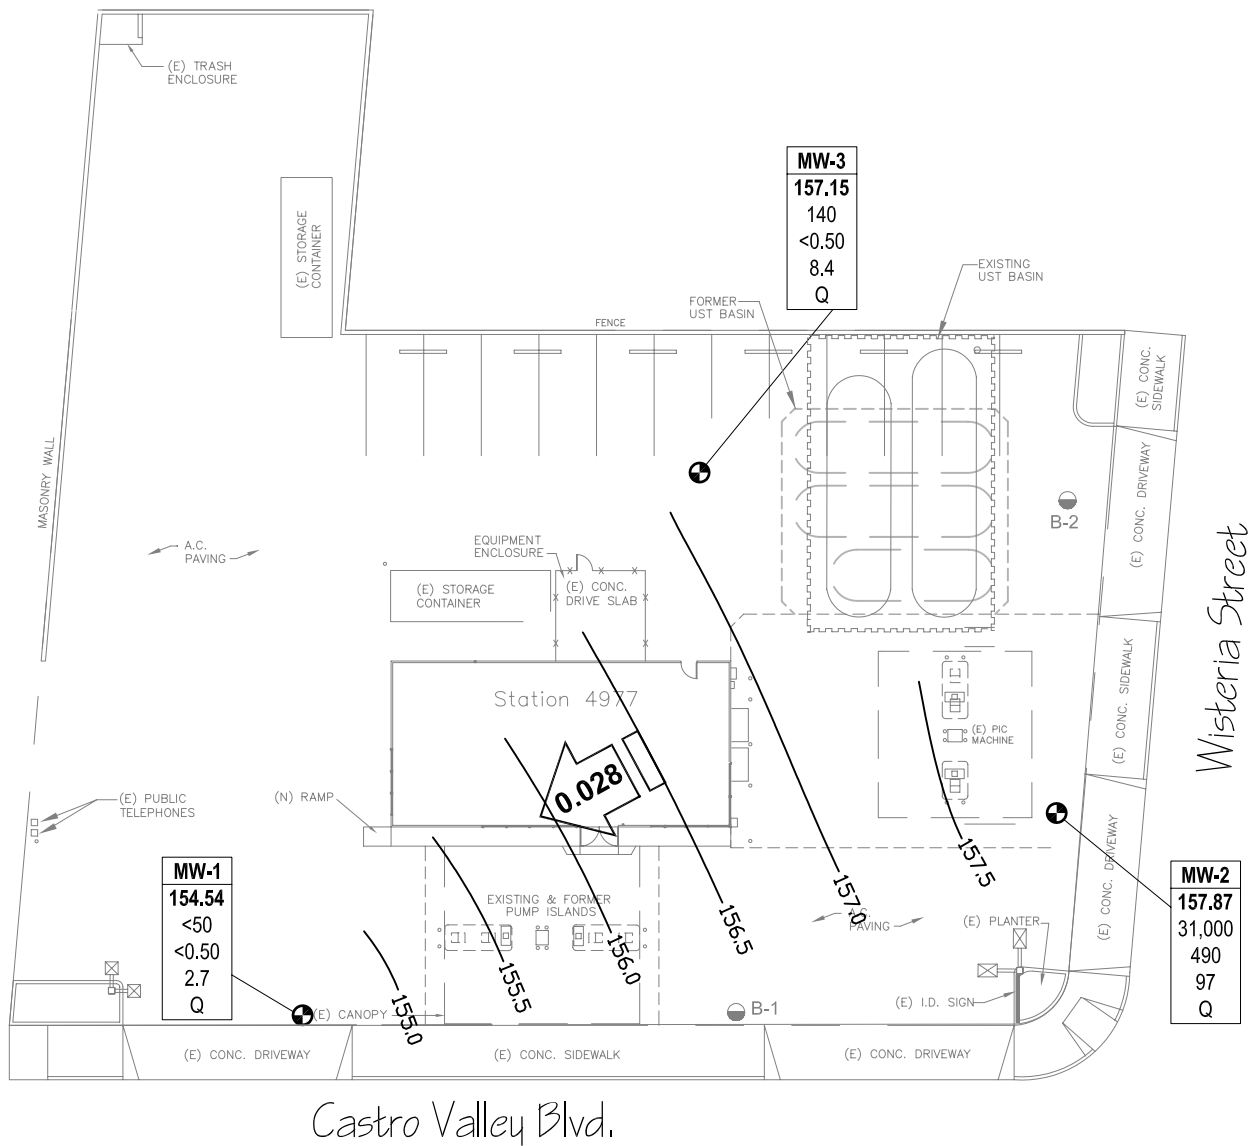 (E) TRASH
ENCLOSURE
(E) STORAGE
CONTAINER
MW-3
157.15
140
<0.50
8.4
Q
EXISTING
UST BASIN
FORMER
UST BASIN
FENCE
(E) CONC.
SIDEWALK
MASONRY WALL
A.C.
PAVING
EQUIPMENT
ENCLOSURE
(E) STORAGE
CONTAINER
(E) CONC.
DRIVE SLAB
B-2
(E) CONC. DRIVEWAY
Wisteria Street
Station 4977
(E) CONC. SIDEWALK
(E) PIC
MACHINE
0.028
(N) RAMP
(E) PUBLIC
TELEPHONES
157.5
157.0
156.5
156.0
155.5
155.0
MW-1
154.54
<50
<0.50
2.7
Q
EXISTING & FORMER
PUMP ISLANDS
A.C.
PAVING
(E) PLANTER
(E) CONC. DRIVEWAY
MW-2
157.87
31,000
490
97
Q
(E) CANOPY
B-1
(E) I.D. SIGN
(E) CONC. DRIVEWAY
(E) CONC. SIDEWALK
(E) CONC. DRIVEWAY
Castro Valley Blvd.